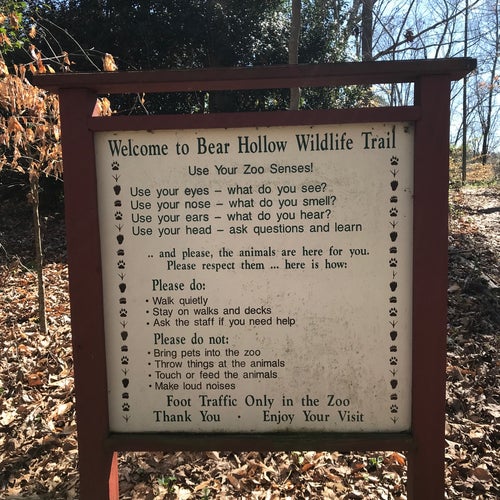 Welcome to Bear Hollow Wildlife Trail
Use Your Zoo Senses!
Use your eyes – what do you see?
Use your nose – what do you smell?
Use your ears – what do you hear?
Use your head – ask questions and learn
.. and please, the animals are here for you.
Please respect them ... here is how:
Please do:
• Walk quietly
• Stay on walks and decks
• Ask the staff if you need help
Please do not:
• Bring pets into the zoo
• Throw things at the animals
• Touch or feed the animals
• Make loud noises
Foot Traffic Only in the Zoo
Thank You · Enjoy Your Visit